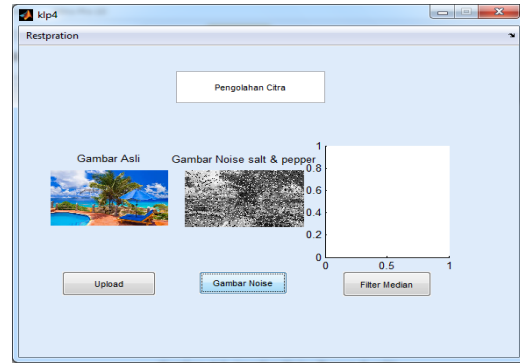 klp4
Restpration
Pengolahan Citra
Gambar Asli
Gambar Noise salt & pepper
1
0.8
0.6
0.4
0.2
0
0
0.5
1
Upload
Gambar Noise
Filter Median